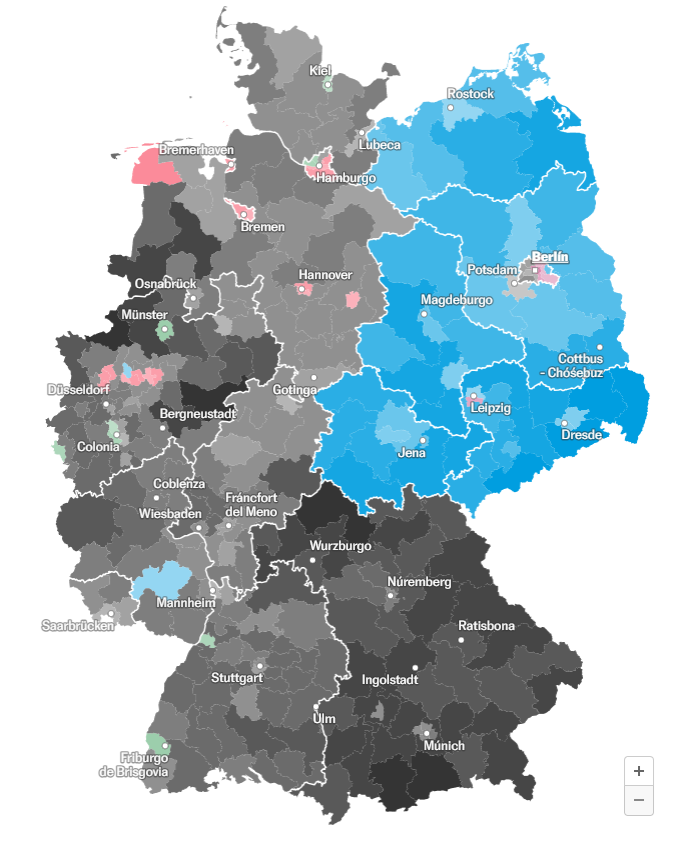 Kiel
Rostock
Lubeca
Bremerhaven
Hamburgo
Bremen
Berlín
Potsdam
Hannover
Osnabrück
Magdeburgo
Münster
Cottbus
- Chóśebuz
Gotinga
Düsseldorf
Leipzig
Bergneustadt
Dresde
Colonia
Jena
Coblenza
Fráncfort
del Meno
Wiesbaden
Wurzburgo
Núremberg
Mannheim
Saarbrücken
Ratisbona
Stuttgart
Ingolstadt
Ulm
Múnich
Friburgo
de Brisgovia
+
−